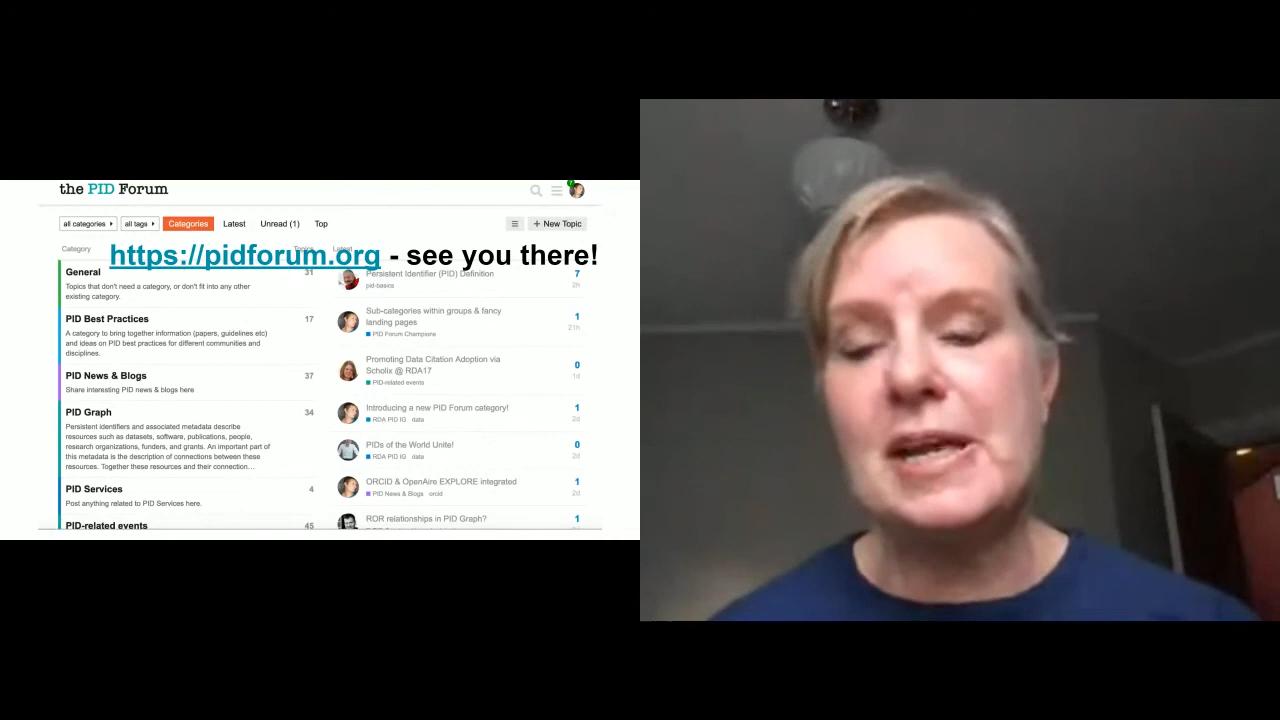 the PID Forum
all categories
all tags
Categories
Latest
Unread (1)
Top
+ New Topic
Category
https://pidforum.org - see you there!
General 31
Topics that don't need a category, or don't fit into any other
existing category.
PID Best Practices 17
A category to bring together information (papers, guidelines etc)
and ideas on PID best practices for different communities and
disciplines.
PID News & Blogs 37
Share interesting PID news & blogs here
PID Graph 34
Persistent identifiers and associated metadata describe
resources such as datasets, software, publications, people,
research organizations, funders, and grants. An important part of
this metadata is the description of connections between these
resources. Together these resources and their connection…
PID Services 4
Post anything related to PID Services here.
PID-related events 45
Persistent Identifier (PID) Definition 7
pid-basics 2h
Sub-categories within groups & fancy
landing pages 1
PID Forum Champions 21h
Promoting Data Citation Adoption via
Scholix @ RDA17 0
PID-related events 1d
Introducing a new PID Forum category! 1
RDA PID IG data 2d
PIDs of the World Unite! 0
RDA PID IG data 2d
ORCID & OpenAire EXPLORE integrated 1
PID News & Blogs orcid 2d
ROR relationships in PID Graph? 1